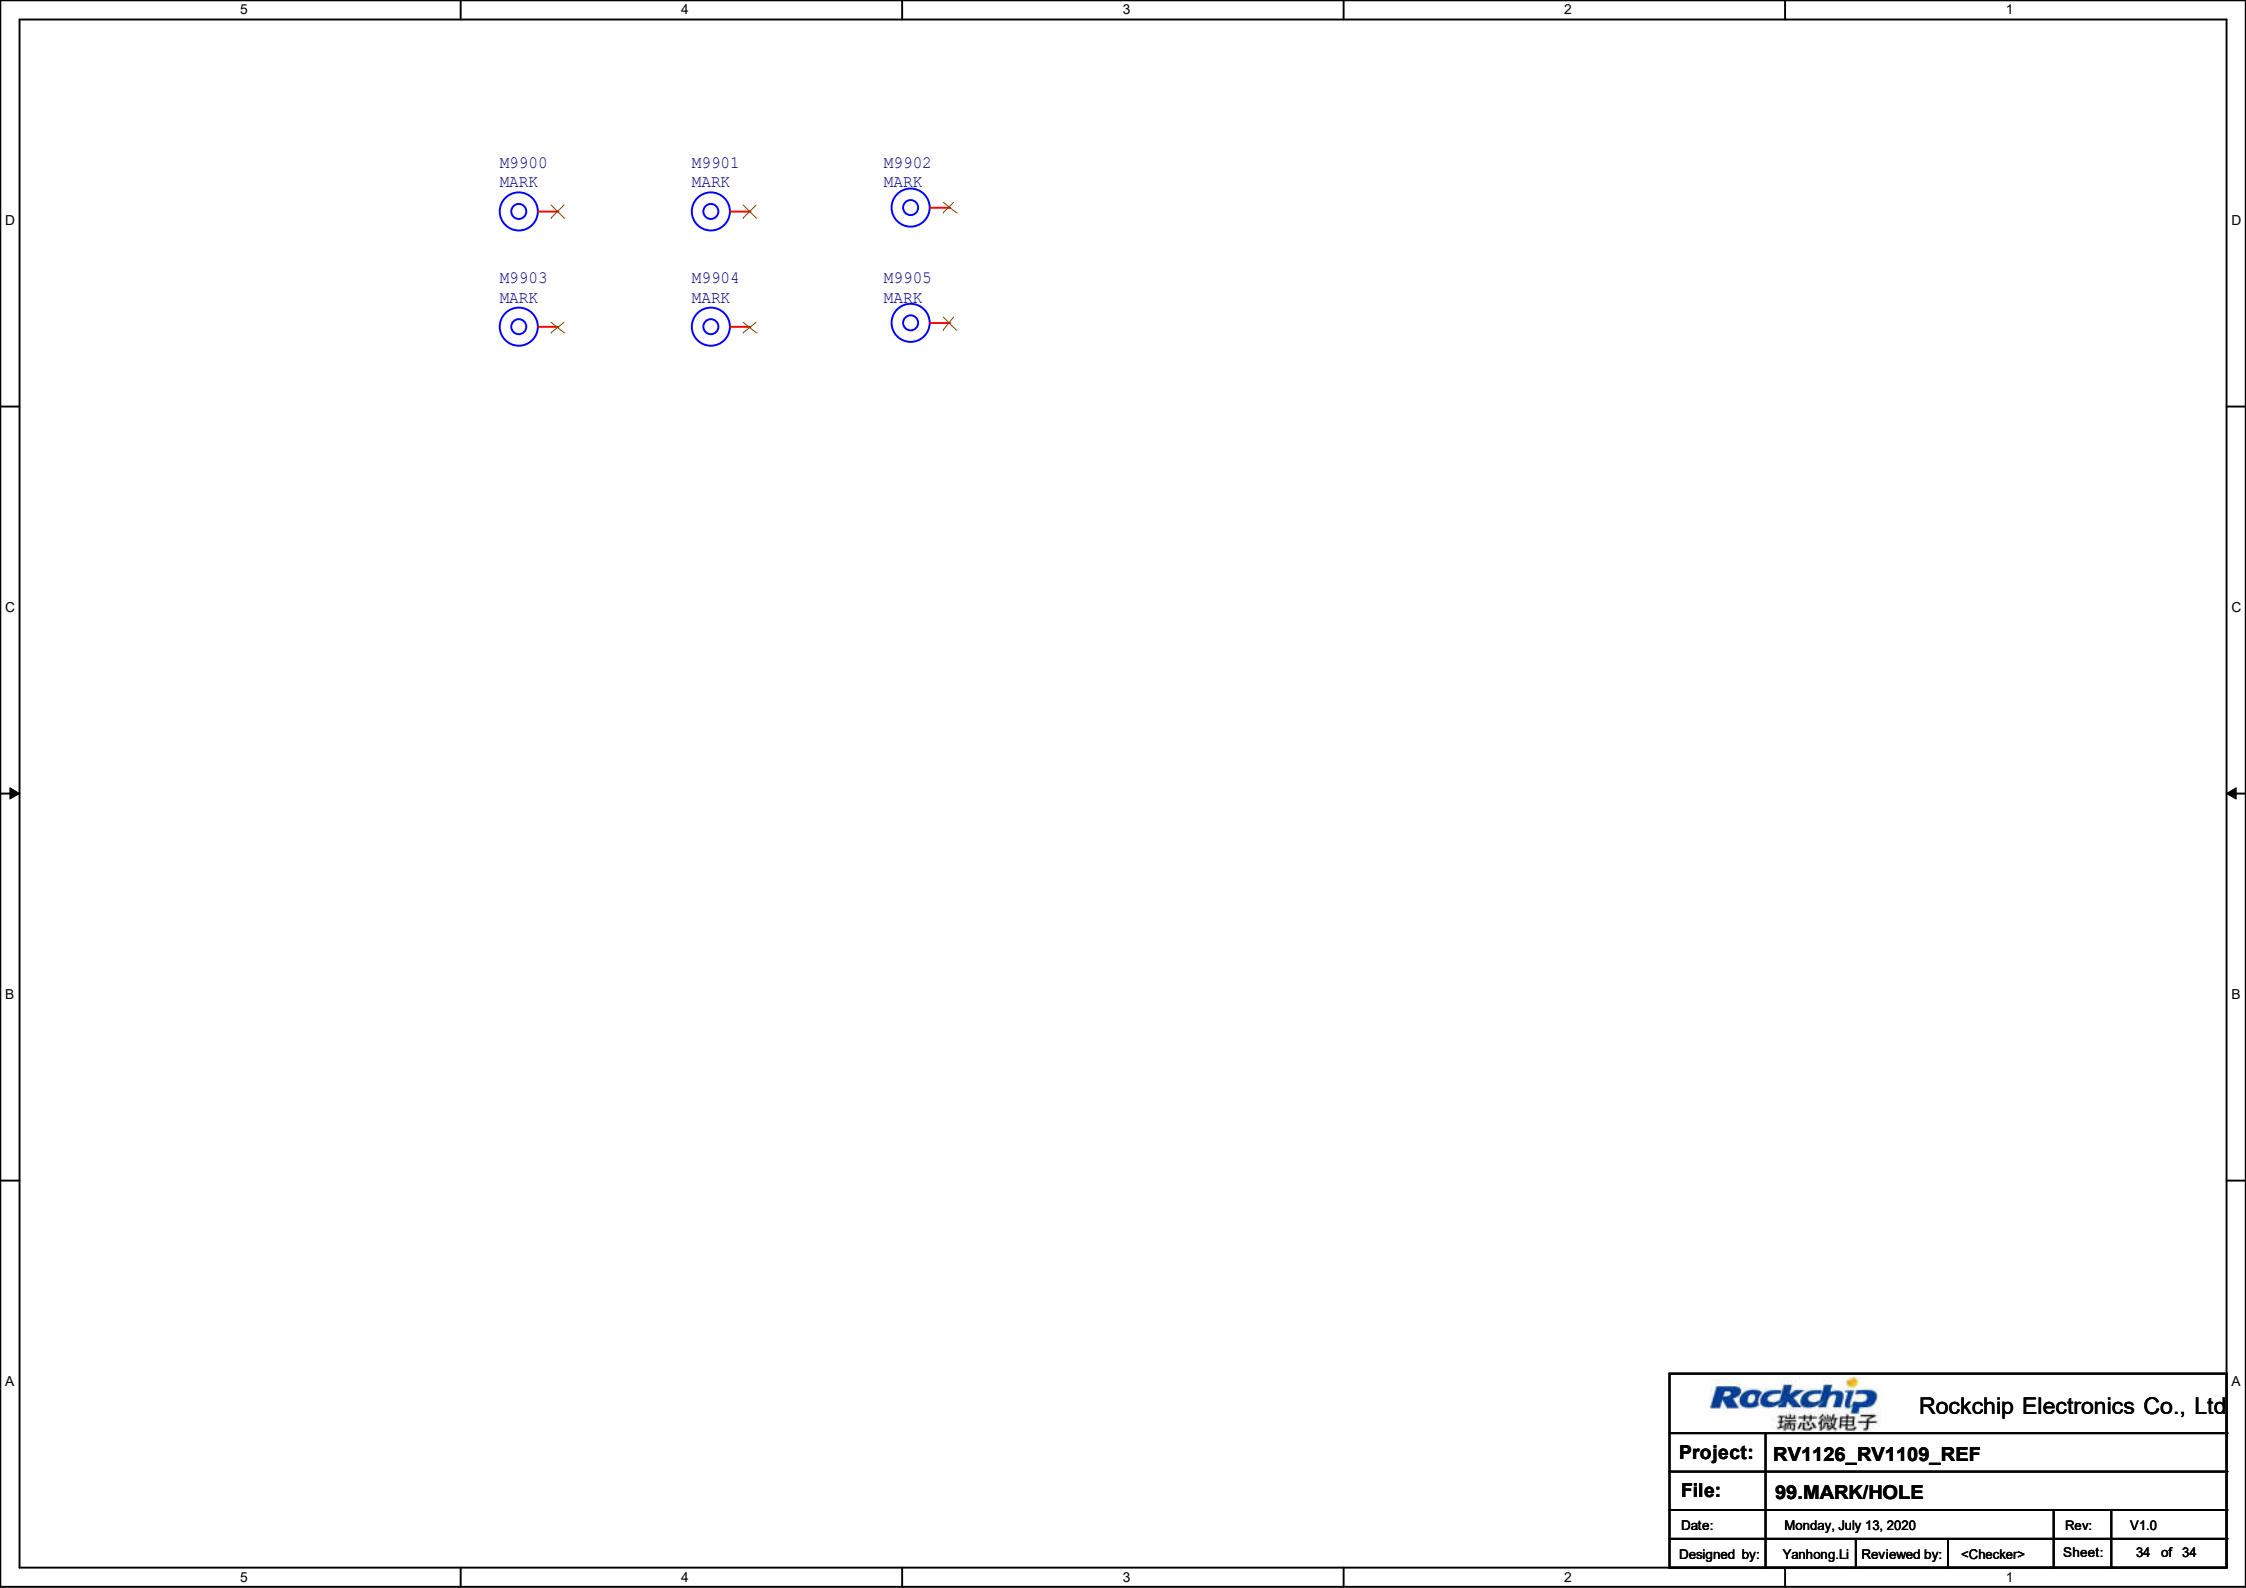 5 4 3 2 1
M9900 M9901 M9902
MARK MARK MARK
D D
M9903 M9904 M9905
MARK MARK MARK
C C
B B
A A
Rockchip
瑞芯微电子
Rockchip Electronics Co., Ltd
Project: RV1126_RV1109_REF
File: 99.MARK/HOLE
Date: Monday, July 13, 2020 Rev: V1.0
Designed by: Yanhong.Li Reviewed by: <Checker> Sheet: 34 of 34
5 4 3 2 1